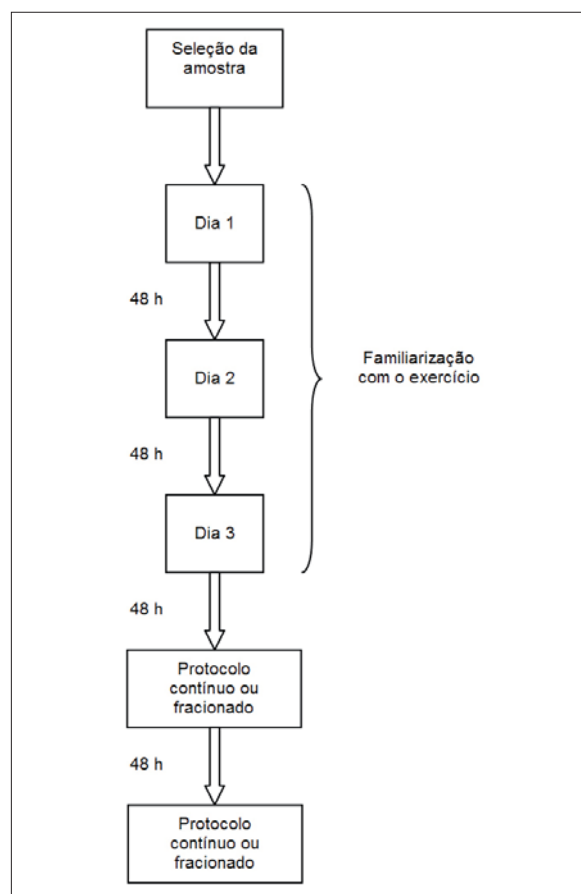 Seleção da
amostra
Dia 1
48 h
Dia 2
Familiarização
com o exercício
48 h
Dia 3
48 h
Protocolo
contínuo ou
fracionado
48 h
Protocolo
contínuo ou
fracionado